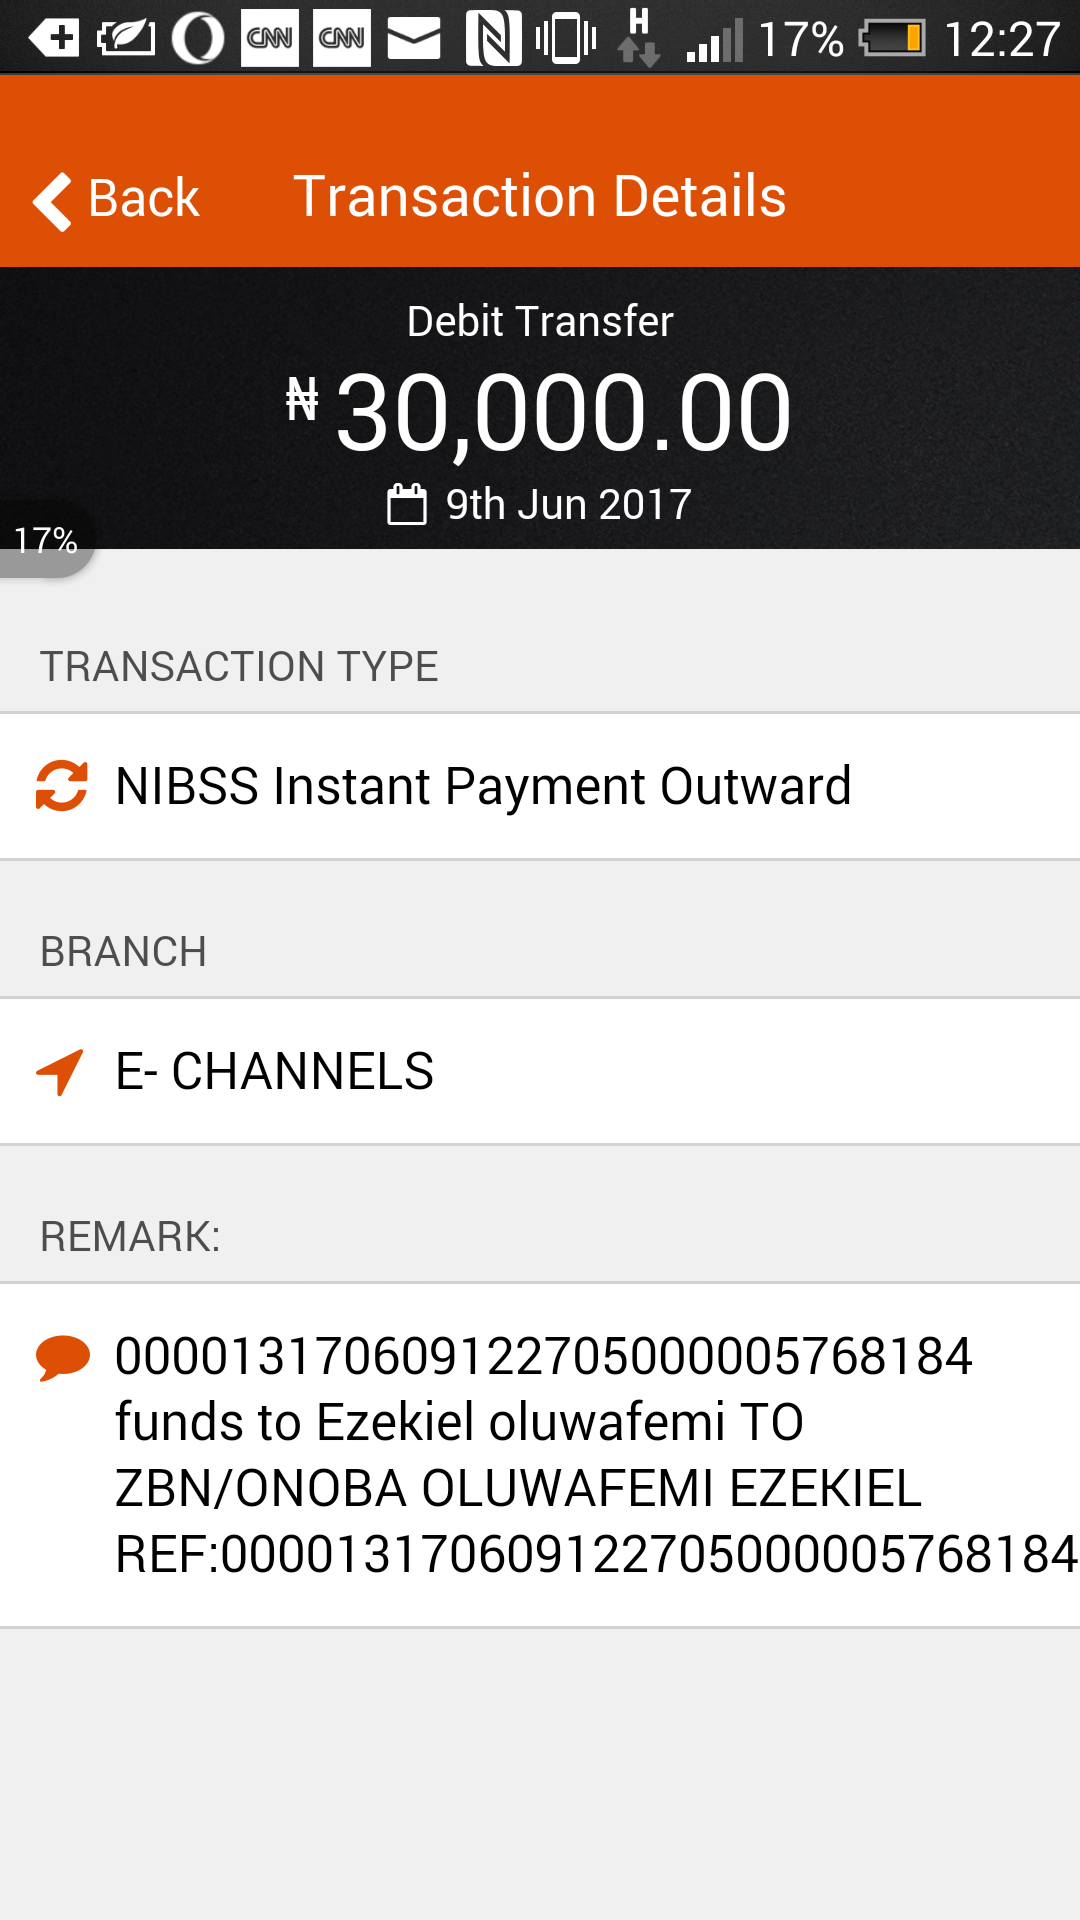 CNN CNN H 17% 12:27
Back Transaction Details
Debit Transfer
₦30,000.00
9th Jun 2017
17%
TRANSACTION TYPE
NIBSS Instant Payment Outward
BRANCH
E- CHANNELS
REMARK:
000013170609122705000005768184
funds to Ezekiel oluwafemi TO
ZBN/ONOBA OLUWAFEMI EZEKIEL
REF:000013170609122705000005768184